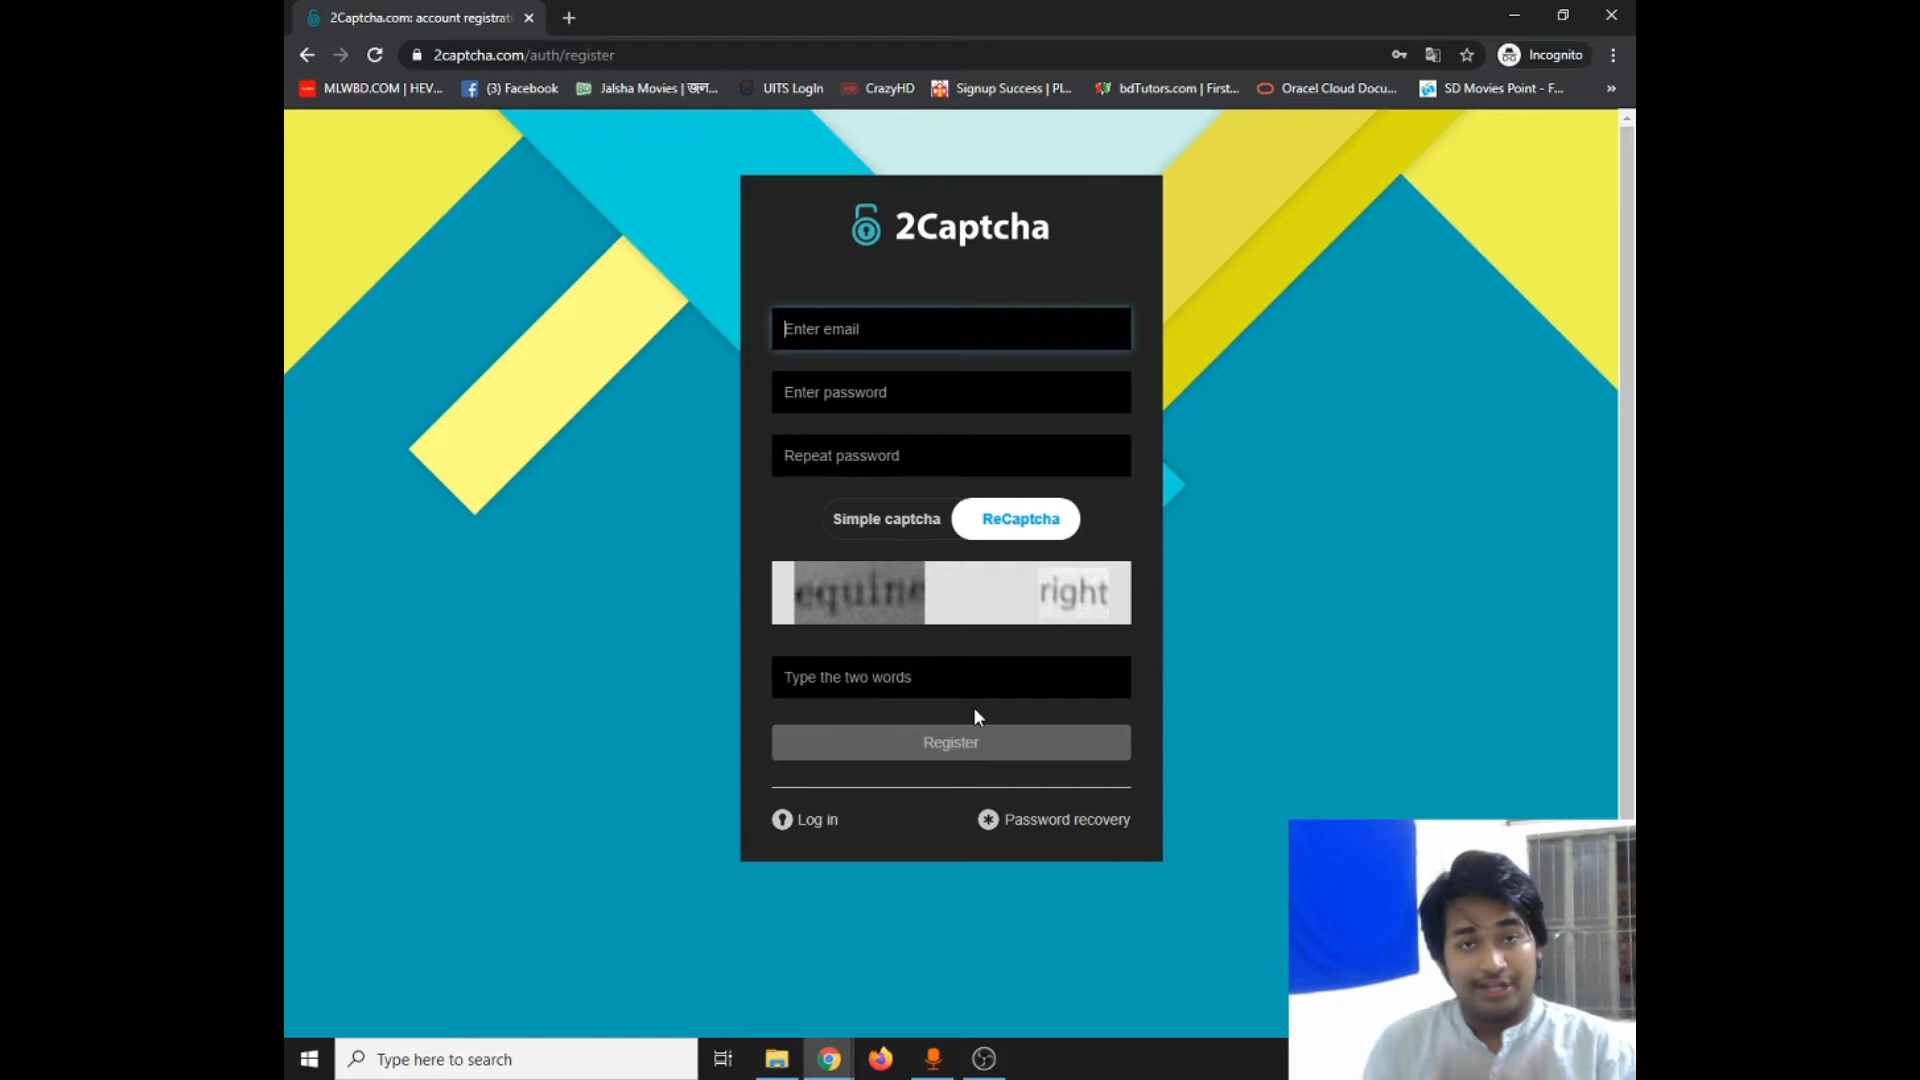 2Captcha.com: account registrati
2captcha.com/auth/register
Incognito
MLWBD.COM | HEV...
(3) Facebook
Jalsha Movies | জল...
UITS LogIn
CrazyHD
Signup Success | Pl...
bdTutors.com | First...
Oracel Cloud Docu...
SD Movies Point - F...
»
2Captcha
Enter email
Enter password
Repeat password
Simple captcha
ReCaptcha
equine right
Type the two words
Register
Log in
Password recovery
Type here to search